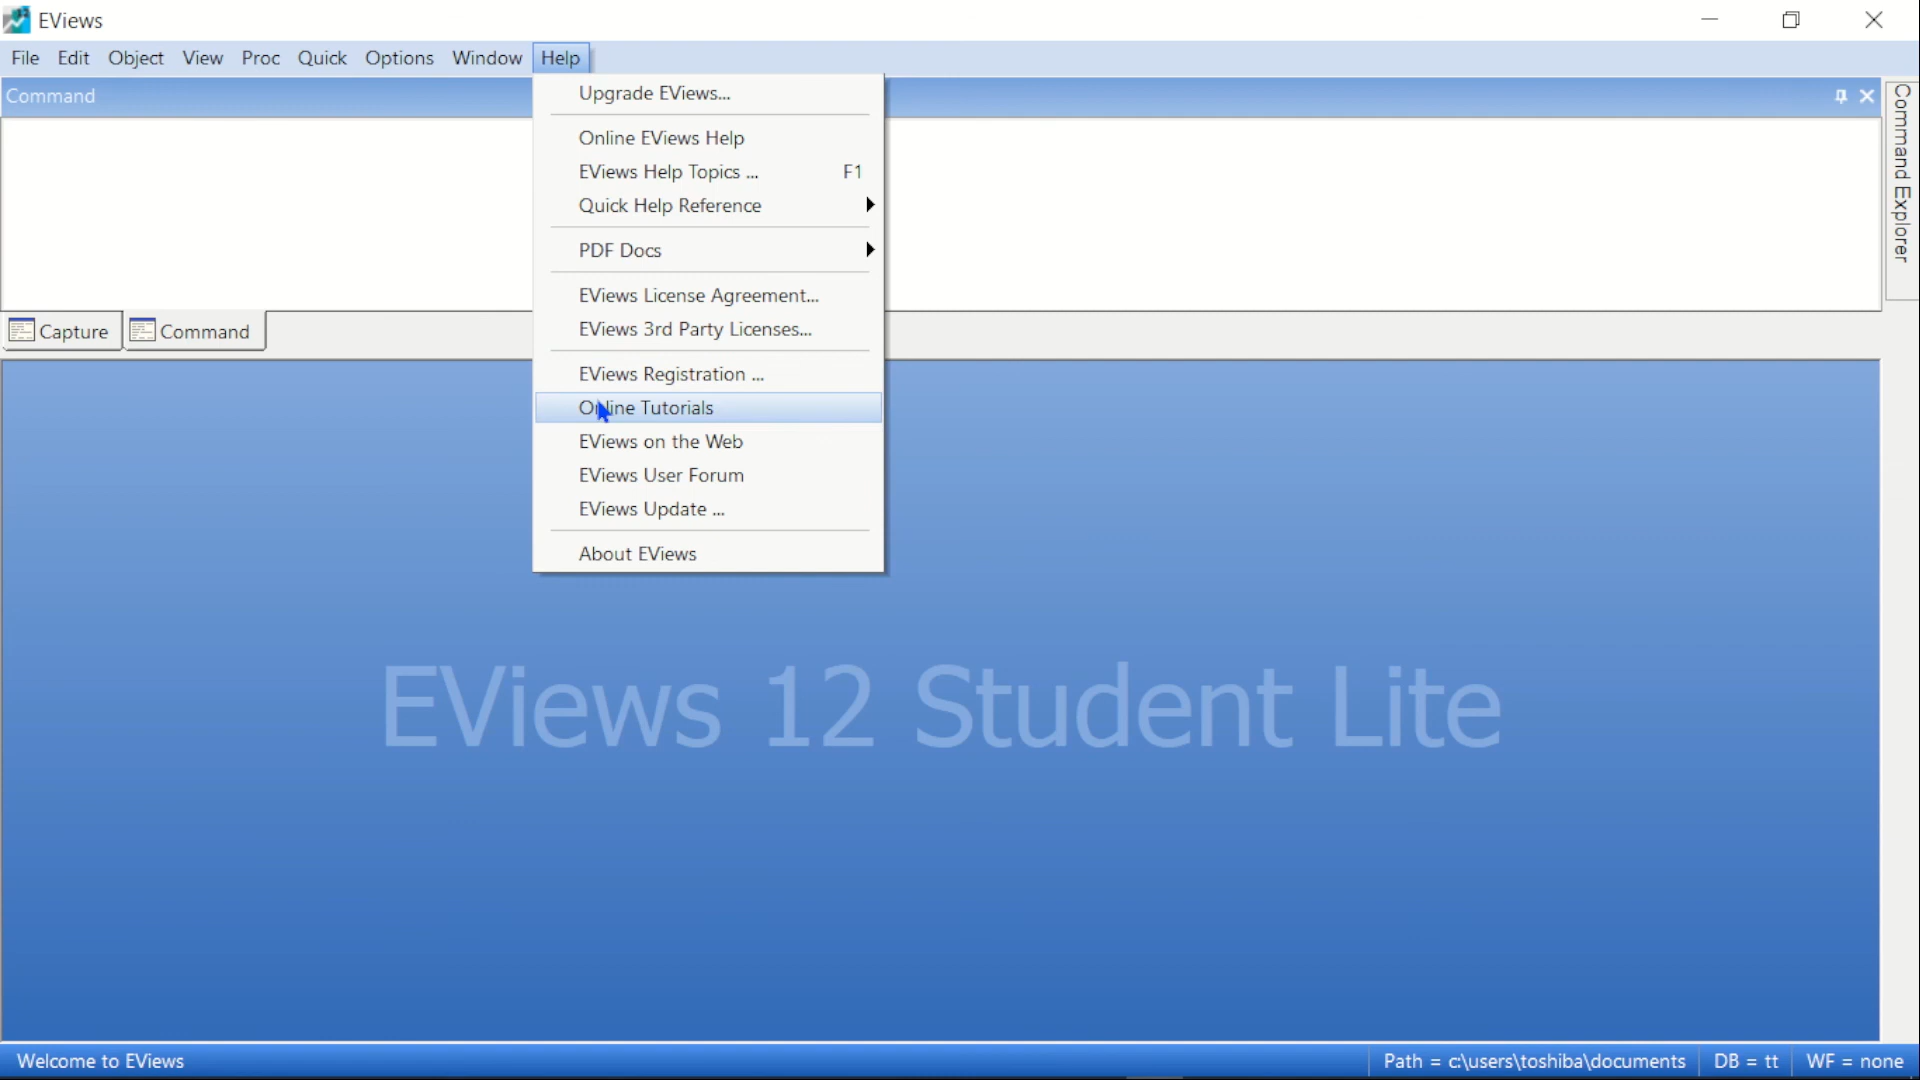 EViews
File Edit Object View Proc Quick Options Window Help
Command
Upgrade EViews...
Online EViews Help
EViews Help Topics ... F1
Quick Help Reference
PDF Docs
EViews License Agreement...
EViews 3rd Party Licenses...
EViews Registration ...
Online Tutorials
EViews on the Web
EViews User Forum
EViews Update ...
About EViews
Command Explorer
Capture Command
EViews 12 Student Lite
Welcome to EViews Path = c:\users\toshiba\documents DB = tt WF = none